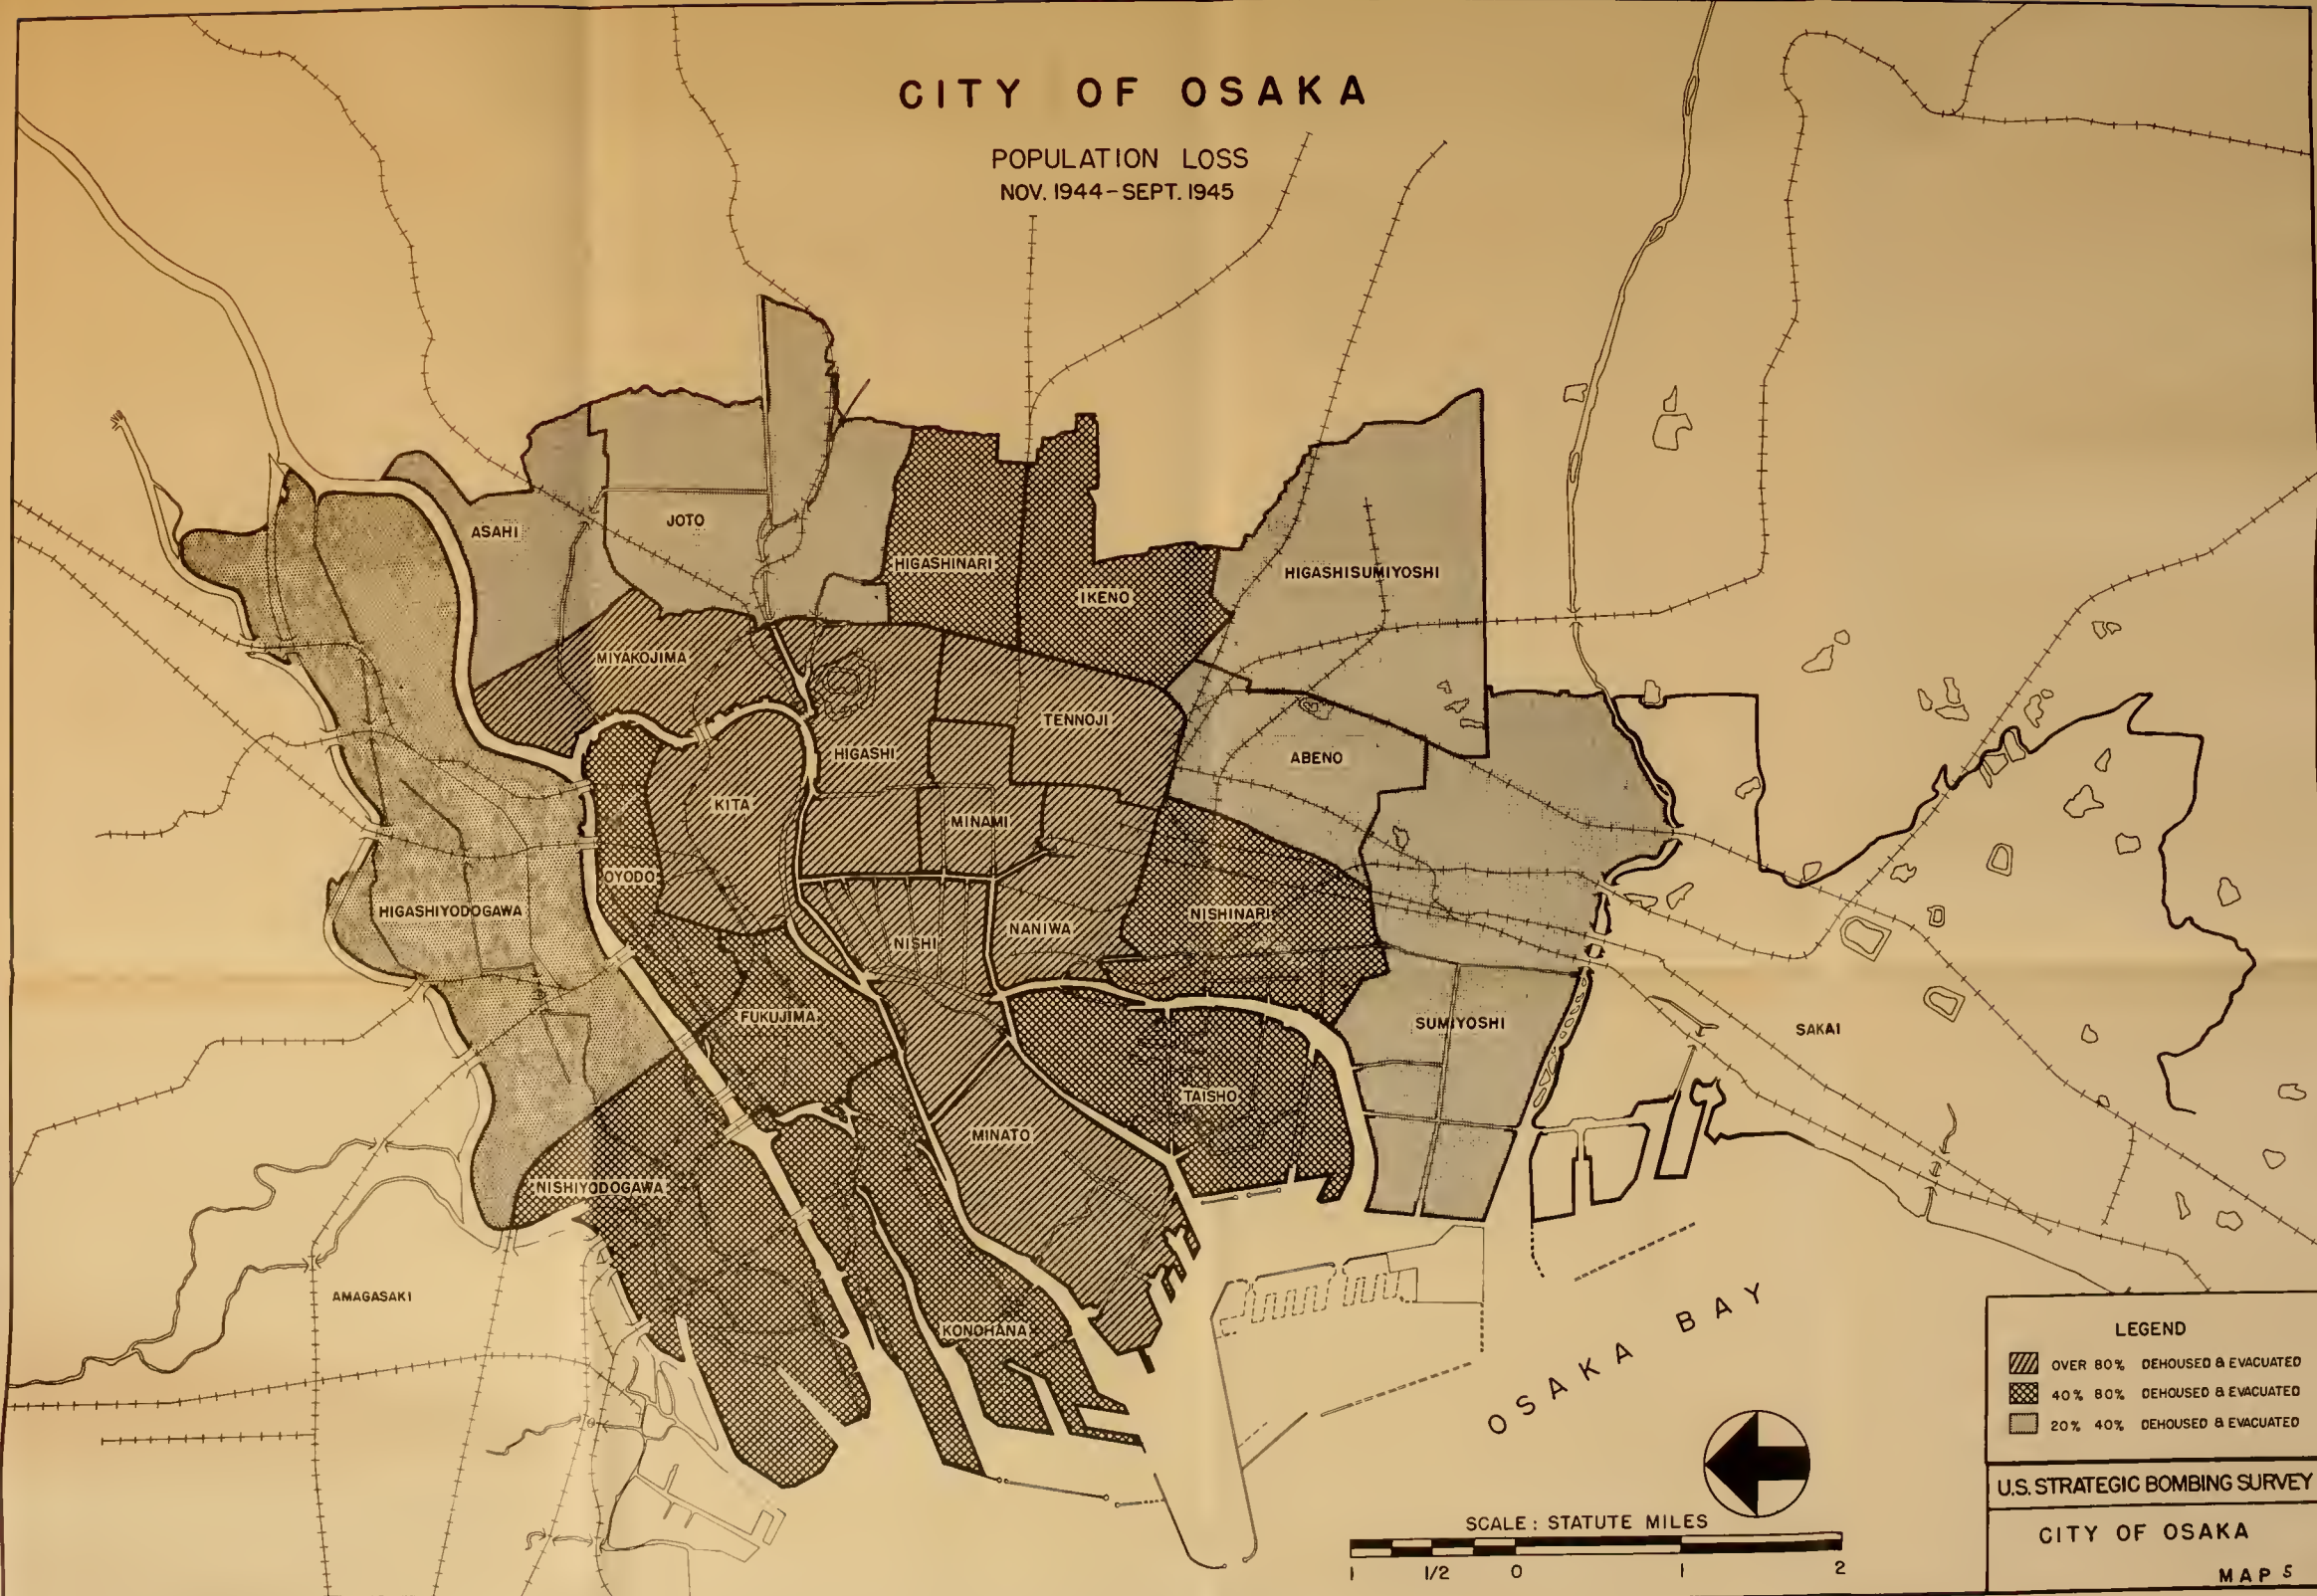 CITY OF OSAKA
POPULATION LOSS
NOV. 1944-SEPT. 1945
ASAHI
JOTO
HIGASHINARI
IKENO
HIGASHISUMIYOSHI
MIYAKOJIMA
TENNOJI
HIGASHI
ABENO
KITA
MINAMI
OYODO
HIGASHIYODOGAWA
NISHI
NANIWA
NISHINARI
FUKUJIMA
SUMIYOSHI
SAKAI
TAISHO
MINATO
NISHIYODOGAWA
AMAGASAKI
KONOHANA
OSAKA BAY
LEGEND
OVER 80% DEHOUSED & EVACUATED
40% 80% DEHOUSED & EVACUATED
20% 40% DEHOUSED & EVACUATED
U.S. STRATEGIC BOMBING SURVEY
CITY OF OSAKA
MAP 5
SCALE: STATUTE MILES
1 1/2 0 1 2